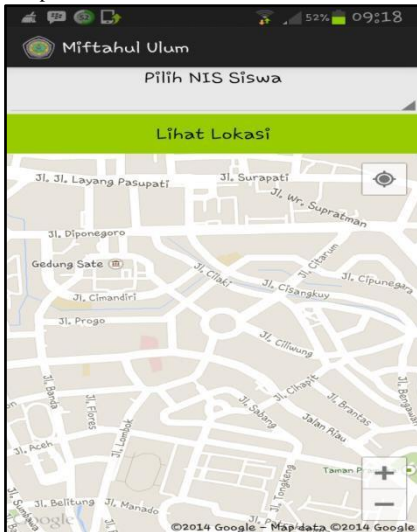 52% 09:18
Miftahul Ulum
Pilih NIS Siswa
Lihat Lokasi
Jl. Jl. Layang Pasupati
Jl. Surapati
Jl. Wr. Supratman
Jl. Diponegoro
Gedung Sate
Jl. Cilaki
Jl. Citarum
Jl. Cisangkuy
Jl. Cipunegara
Jl. Cimandiri
Jl. Progo
Jl. Ciliwung
Jl. Banda
Jl. Flores
Jl. Lombok
Jl. Sabang
Jl. Cihapit
Jl. Brantas
Jalan Riau
Jl. Bengawan
Jl. Aceh
Taman
Jl. Belitung
Jl. Manado
Jl. Tongkeng
©2014 Google - Map data ©2014 Google